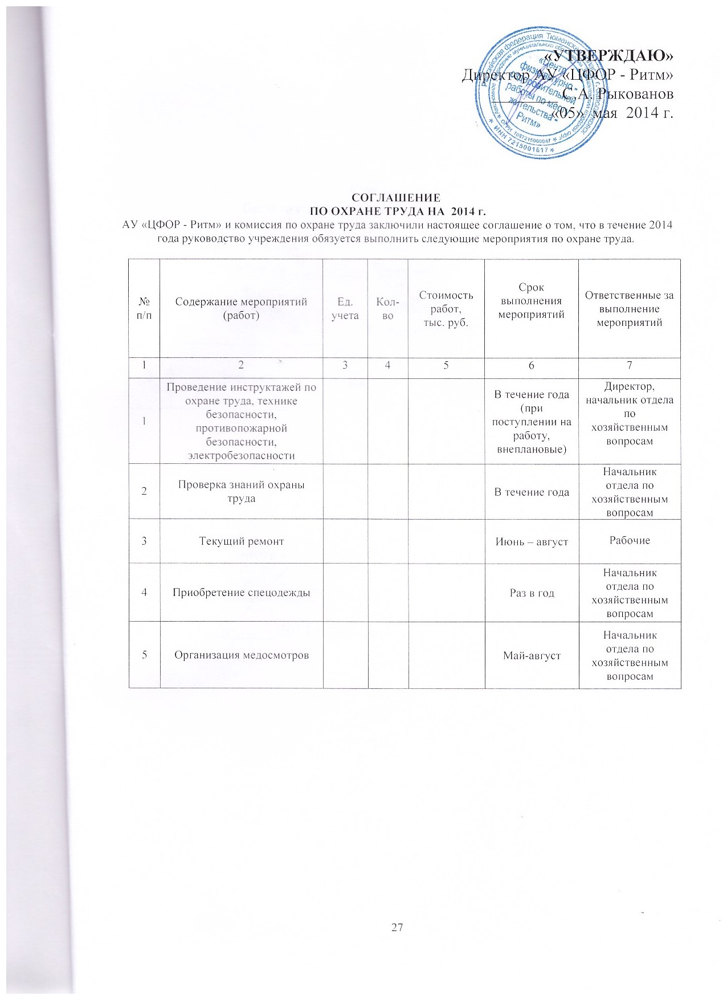 «УТВЕРЖДАЮ»
Директор АУ «ЦФОР - Ритм»
С.А. Рыкованов
«05» мая 2014 г.
«Центр
физкультурно -
оздоровительной
работы по месту
жительства -
Ритм»
* ИНН 7215001617 *
СОГЛАШЕНИЕ
ПО ОХРАНЕ ТРУДА НА 2014 г.
АУ «ЦФОР - Ритм» и комиссия по охране труда заключили настоящее соглашение о том, что в течение 2014
года руководство учреждения обязуется выполнить следующие мероприятия по охране труда.
№
п/п
Содержание мероприятий
(работ)
Ед.
учета
Кол-
во
Стоимость
работ,
тыс. руб.
Срок
выполнения
мероприятий
Ответственные за
выполнение
мероприятий
1 2 3 4 5 6 7
1
Проведение инструктажей по
охране труда, технике
безопасности,
противопожарной
безопасности,
электробезопасности
В течение года
(при
поступлении на
работу,
внеплановые)
Директор,
начальник отдела
по
хозяйственным
вопросам
2
Проверка знаний охраны
труда
В течение года
Начальник
отдела по
хозяйственным
вопросам
3
Текущий ремонт
Июнь – август
Рабочие
4
Приобретение спецодежды
Раз в год
Начальник
отдела по
хозяйственным
вопросам
5
Организация медосмотров
Май-август
Начальник
отдела по
хозяйственным
вопросам
27